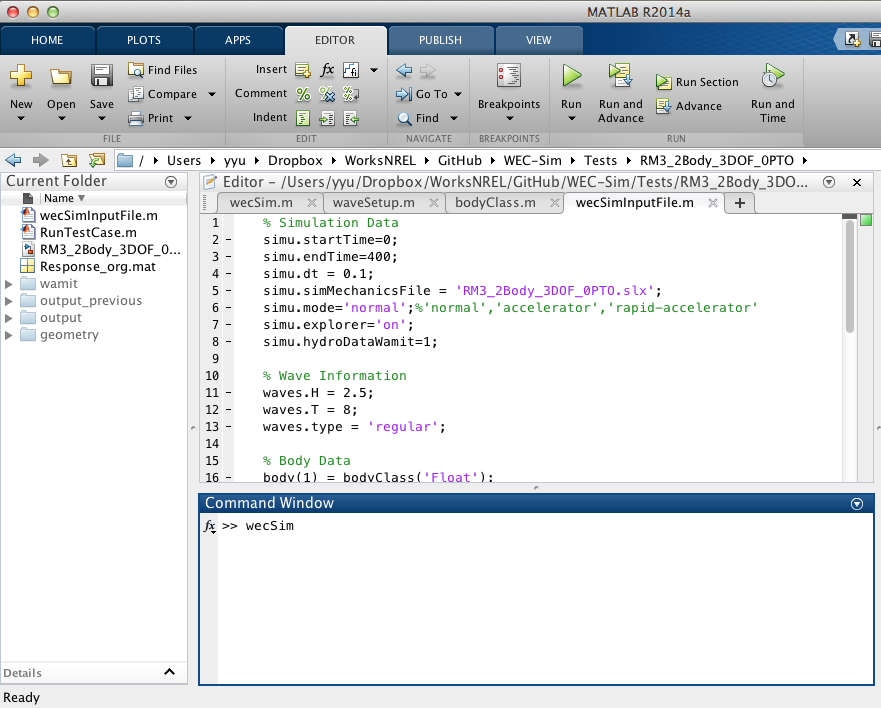 MATLAB R2014a
HOME PLOTS APPS EDITOR PUBLISH VIEW
New Open Save Find Files Compare Print FILE
Insert fx Comment Indent EDIT
Go To Find NAVIGATE
Breakpoints BREAKPOINTS
Run Run and Advance Run Section Advance Run and Time RUN
/ Users yyu Dropbox WorksNREL GitHub WEC-Sim Tests RM3_2Body_3DOF_0PTO
Current Folder
Name
wecSimInputFile.m
RunTestCase.m
RM3_2Body_3DOF_0...
Response_org.mat
wamit
output_previous
output
geometry
Details
Ready
Editor - /Users/yyu/Dropbox/WorksNREL/GitHub/WEC-Sim/Tests/RM3_2Body_3DO...
wecSim.m waveSetup.m bodyClass.m wecSimInputFile.m
1 % Simulation Data
2 - simu.startTime=0;
3 - simu.endTime=400;
4 - simu.dt = 0.1;
5 - simu.simMechanicsFile = 'RM3_2Body_3DOF_0PTO.slx';
6 - simu.mode='normal';%'normal','accelerator','rapid-accelerator'
7 - simu.explorer='on';
8 - simu.hydroDataWamit=1;
9
10 % Wave Information
11 - waves.H = 2.5;
12 - waves.T = 8;
13 - waves.type = 'regular';
14
15 % Body Data
16 - body(1) = bodyClass('Float');
Command Window
fx >> wecSim